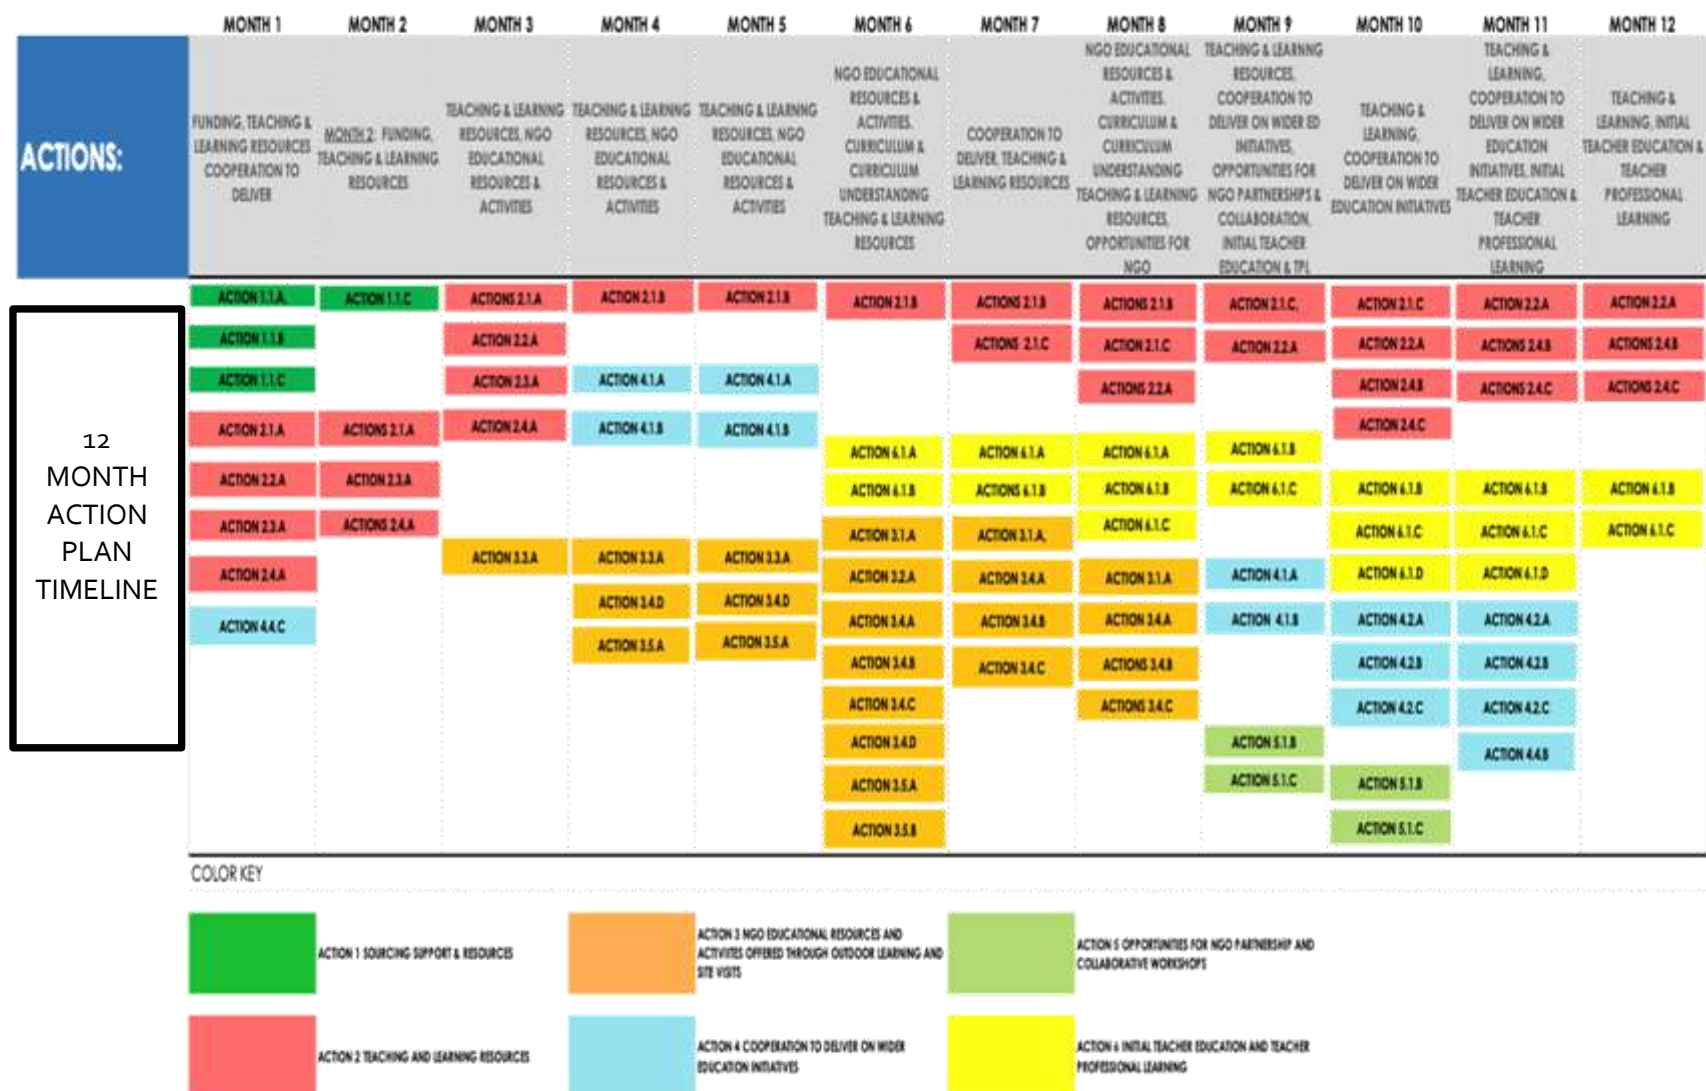 MONTH 1
MONTH 2
MONTH 3
MONTH 4
MONTH 5
MONTH 6
MONTH 7
MONTH 8
MONTH 9
MONTH 10
MONTH 11
MONTH 12
ACTIONS:
FUNDING, TEACHING &
LEARNING RESOURCES
COOPERATION TO
DELIVER
MONTH 2: FUNDING,
TEACHING & LEARNING
RESOURCES
TEACHING & LEARNNG
RESOURCES, NGO
EDUCATIONAL
RESOURCES &
ACTIVITIES
TEACHING & LEARNNG
RESOURCES, NGO
EDUCATIONAL
RESOURCES &
ACTIVITIES
TEACHING & LEARNNG
RESOURCES, NGO
EDUCATIONAL
RESOURCES &
ACTIVITIES
NGO EDUCATIONAL
RESOURCES &
ACTIVITIES.
CURRICULUM &
CURRICULUM
UNDERSTANDING
TEACHING & LEARNING
RESOURCES
COOPERATION TO
DELIVER, TEACHING &
LEARNING RESOURCES
NGO EDUCATIONAL
RESOURCES &
ACTIVITIES.
CURRICULUM &
CURRICULUM
UNDERSTANDING
TEACHING & LEARNING
RESOURCES,
OPPORTUNITIES FOR
NGO
TEACHING & LEARNNG
RESOURCES,
COOPERATION TO
DELIVER ON WIDER ED
INITIATIVES,
OPPORTUNITIES FOR
NGO PARTNERSHIPS &
COLLABORATION,
INITIAL TEACHER
EDUCATION & TPL
TEACHING &
LEARNING,
COOPERATION TO
DELIVER ON WIDER
EDUCATION INITIATIVES
TEACHING &
LEARNING,
COOPERATION TO
DELIVER ON WIDER
EDUCATION
INITIATIVES, INITIAL
TEACHER EDUCATION &
TEACHER
PROFESSIONAL
LEARNING
TEACHING &
LEARNING, INITIAL
TEACHER EDUCATION &
TEACHER
PROFESSIONAL
LEARNING
12
MONTH
ACTION
PLAN
TIMELINE
ACTION 1.1.A,
ACTION 1.1.B
ACTION 1.1.C
ACTION 2.1.A
ACTION 2.2.A
ACTION 2.3.A
ACTION 2.4.A
ACTION 4.4.C
ACTION 1.1.C
ACTIONS 2.1.A
ACTION 2.3.A
ACTIONS 2.4.A
ACTIONS 2.1.A
ACTION 2.2.A
ACTION 2.3.A
ACTION 2.4.A
ACTION 3.3.A
ACTION 2.1.B
ACTION 4.1.A
ACTION 4.1.B
ACTION 3.3.A
ACTION 3.4.D
ACTION 3.5.A
ACTION 2.1.B
ACTION 4.1.A
ACTION 4.1.B
ACTION 3.3.A
ACTION 3.4.D
ACTION 3.5.A
ACTION 2.1.B
ACTION 6.1.A
ACTION 6.1.B
ACTION 3.1.A
ACTION 3.2.A
ACTION 3.4.A
ACTION 3.4.B
ACTION 3.4.C
ACTION 3.4.D
ACTION 3.5.A
ACTION 3.5.B
ACTIONS 2.1.B
ACTIONS 2.1.C
ACTION 6.1.A
ACTIONS 6.1.B
ACTION 3.1.A,
ACTION 3.4.A
ACTION 3.4.B
ACTION 3.4.C
ACTIONS 2.1.B
ACTION 2.1.C
ACTIONS 2.2.A
ACTION 6.1.A
ACTION 6.1.B
ACTION 6.1.C
ACTION 3.1.A
ACTION 3.4.A
ACTIONS 3.4.B
ACTIONS 3.4.C
ACTION 2.1.C,
ACTION 2.2.A
ACTION 6.1.B
ACTION 6.1.C
ACTION 4.1.A
ACTION 4.1.B
ACTION 5.1.B
ACTION 5.1.C
ACTION 2.1.C
ACTION 2.2.A
ACTION 2.4.B
ACTION 2.4.C
ACTION 6.1.B
ACTION 6.1.C
ACTION 6.1.D
ACTION 4.2.A
ACTION 4.2.B
ACTION 4.2.C
ACTION 5.1.B
ACTION 5.1.C
ACTION 2.2.A
ACTIONS 2.4.B
ACTIONS 2.4.C
ACTION 6.1.B
ACTION 6.1.C
ACTION 6.1.D
ACTION 4.2.A
ACTION 4.2.B
ACTION 4.2.C
ACTION 4.4.B
ACTION 2.2.A
ACTIONS 2.4.B
ACTIONS 2.4.C
ACTION 6.1.B
ACTION 6.1.C
COLOR KEY
ACTION 1 SOURCING SUPPORT & RESOURCES
ACTION 3 NGO EDUCATIONAL RESOURCES AND
ACTIVIITES OFFERED THROUGH OUTDOOR LEARNING AND
SITE VISITS
ACTION 5 OPPORTUNITIES FOR NGO PARTNERSHIP AND
COLLABORATIVE WORKSHOPS
ACTION 2 TEACHING AND LEARNING RESOURCES
ACTION 4 COOPERATION TO DELIVER ON WIDER
EDUCATION INITIATIVES
ACTION 6 INITIAL TEACHER EDUCATION AND TEACHER
PROFESSIONAL LEARNING